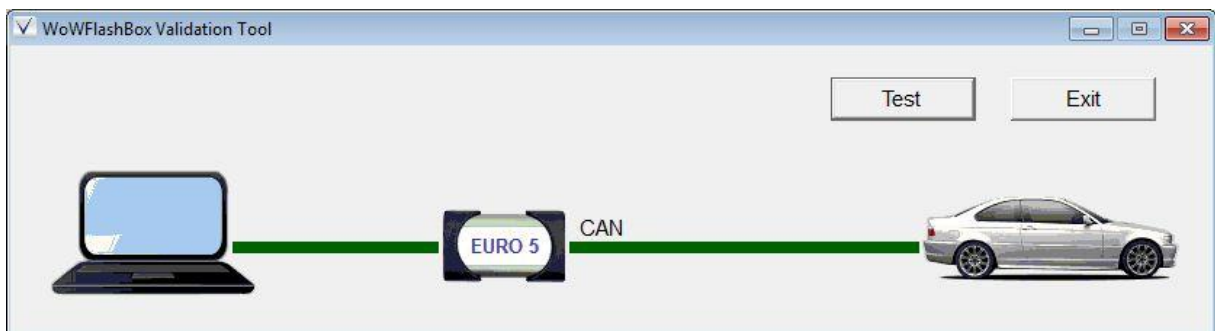 WoWFlashBox Validation Tool
Test
Exit
CAN
EURO 5